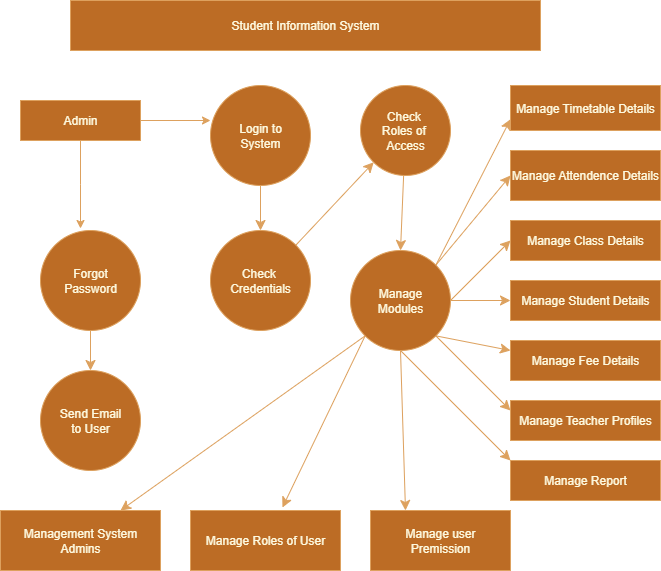 Student Information System
Admin
Login to
System
Check
Roles of
Access
Manage Timetable Details
Manage Attendence Details
Manage Class Details
Manage Student Details
Manage Fee Details
Manage Teacher Profiles
Manage Report
Forgot
Password
Check
Credentials
Manage
Modules
Send Email
to User
Management System
Admins
Manage Roles of User
Manage user
Premission